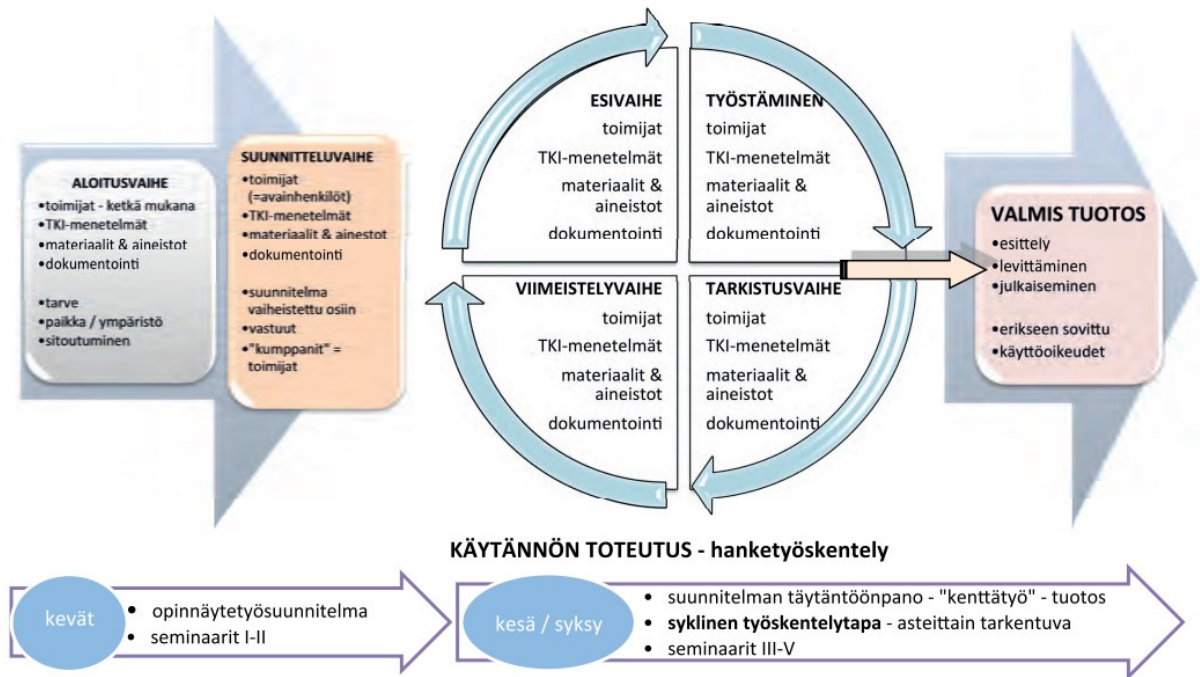 ALOITUSVAIHE
•toimijat - ketkä mukana
•TKI-menetelmät
•materiaalit & aineistot
•dokumentointi
•tarve
•paikka / ympäristö
•sitoutuminen
SUUNNITTELUVAIHE
•toimijat
(=avainhenkilöt)
•TKI-menetelmät
•materiaalit & ainestot
•dokumentointi
•suunnitelma
vaiheistettu osiin
•vastuut
•"kumppanit" =
toimijat
ESIVAIHE
toimijat
TKI-menetelmät
materiaalit &
aineistot
dokumentointi
TYÖSTÄMINEN
toimijat
TKI-menetelmät
materiaalit &
aineistot
dokumentointi
VIIMEISTELYVAIHE
toimijat
TKI-menetelmät
materiaalit &
aineistot
dokumentointi
TARKISTUSVAIHE
toimijat
TKI-menetelmät
materiaalit &
aineistot
dokumentointi
VALMIS TUOTOS
•esittely
•levittäminen
•julkaiseminen
•erikseen sovittu
•käyttöoikeudet
KÄYTÄNNÖN TOTEUTUS - hanketyöskentely
kevät
• opinnäytetyösuunnitelma
• seminaarit I-II
kesä / syksy
• suunnitelman täytäntöönpano - "kenttätyö" - tuotos
• syklinen työskentelytapa - asteittain tarkentuva
• seminaarit III-V